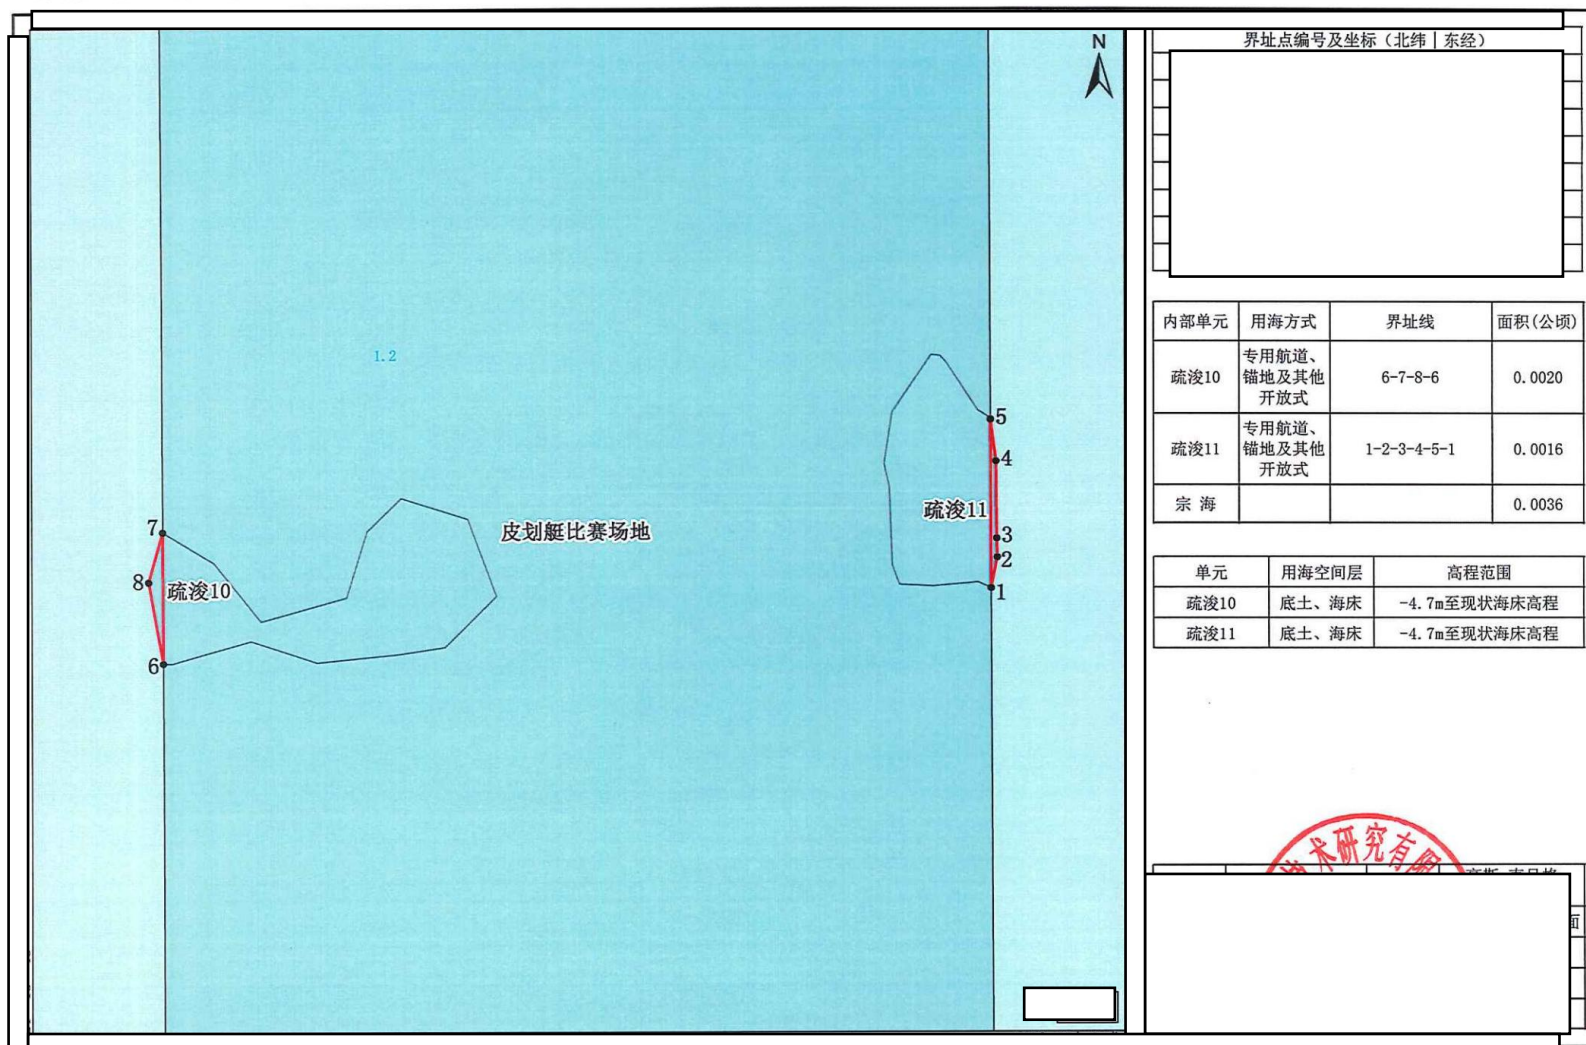 N
1.2
5
4
疏浚11
3
2
1
皮划艇比赛场地
7
8
疏浚10
6
界址点编号及坐标（北纬｜东经）
内部单元 用海方式 界址线 面积(公顷)
疏浚10 专用航道、 6-7-8-6 0.0020
锚地及其他
开放式
疏浚11 专用航道、 1-2-3-4-5-1 0.0016
锚地及其他
开放式
宗 海 0.0036
单元 用海空间层 高程范围
疏浚10 底土、海床 -4.7m至现状海床高程
疏浚11 底土、海床 -4.7m至现状海床高程
术研究有限
面